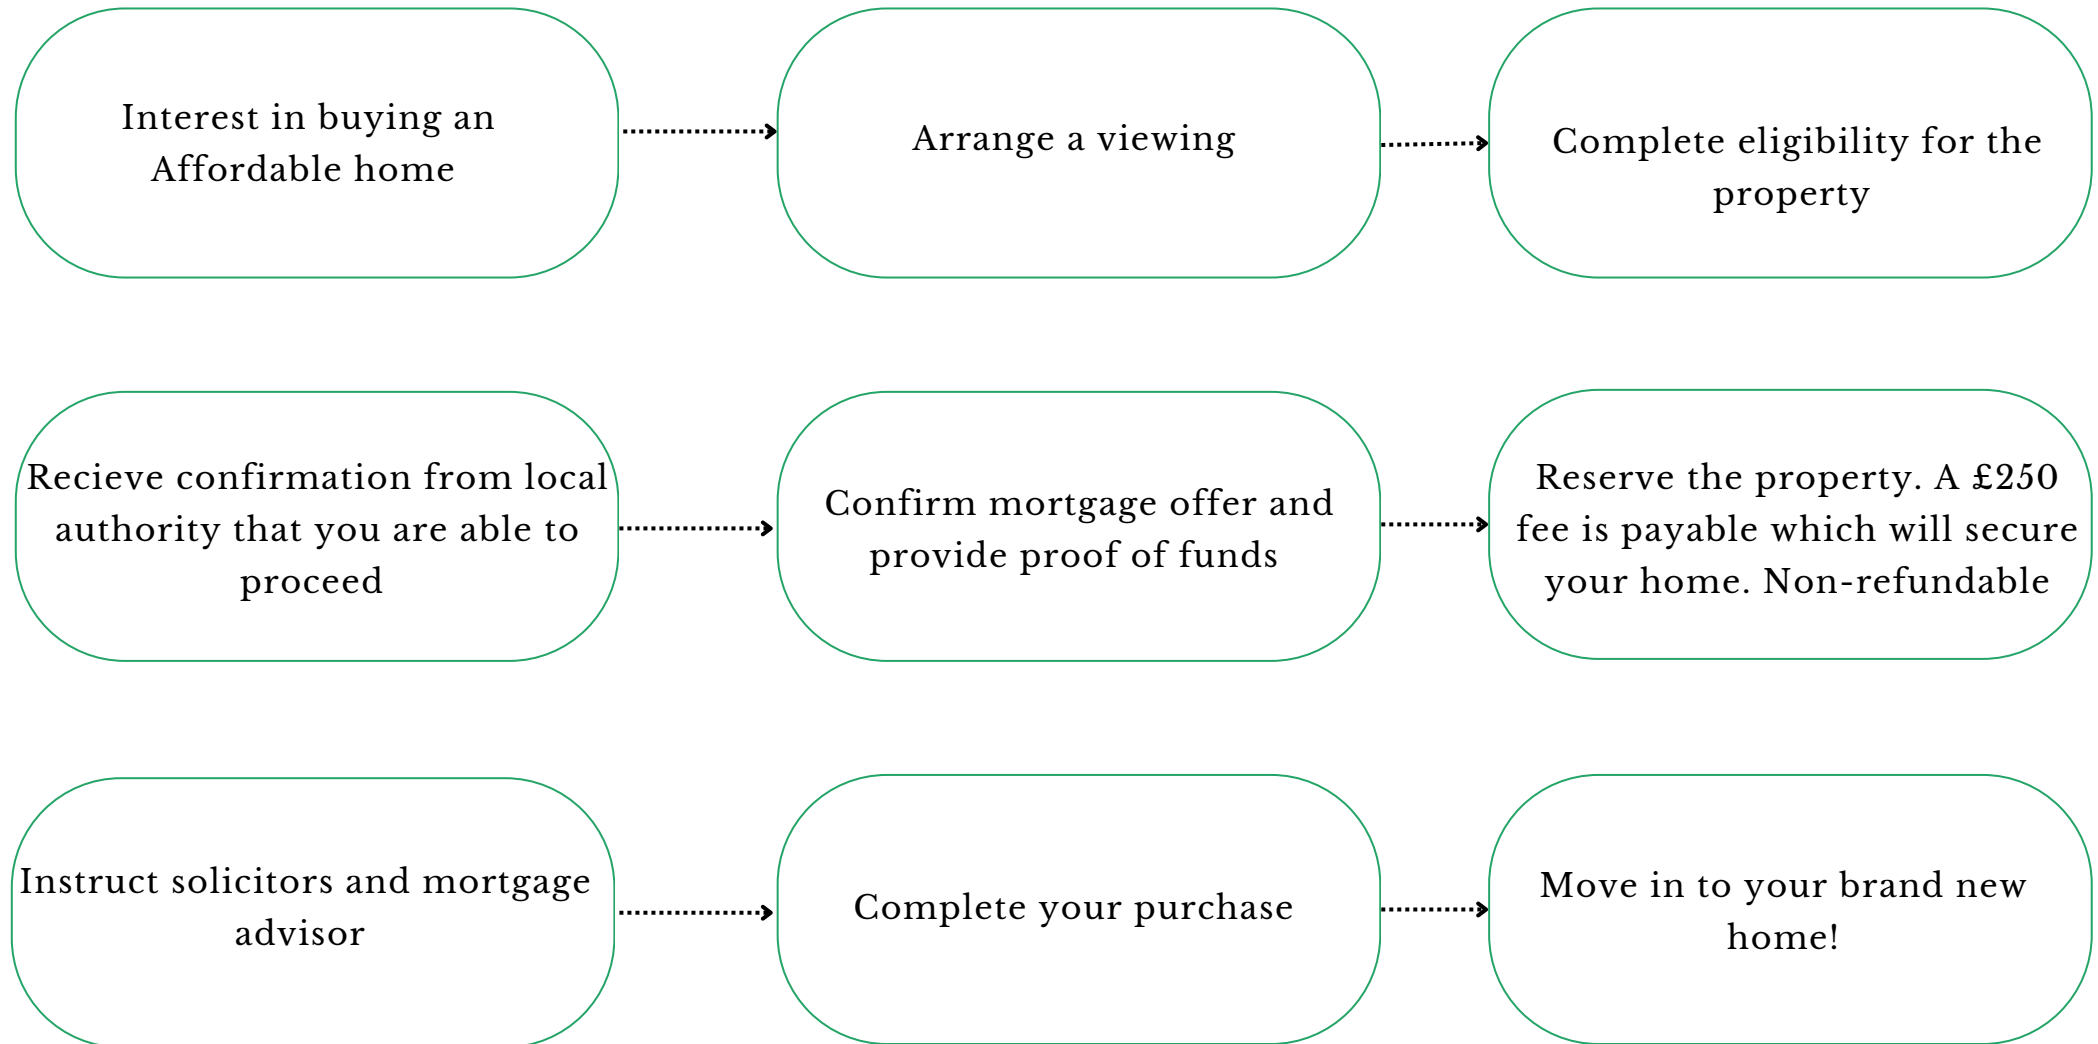 Interest in buying an
Affordable home
Arrange a viewing
Complete eligibility for the
property
Recieve confirmation from local
authority that you are able to
proceed
Confirm mortgage offer and
provide proof of funds
Reserve the property. A £250
fee is payable which will secure
your home. Non-refundable
Instruct solicitors and mortgage
advisor
Complete your purchase
Move in to your brand new
home!